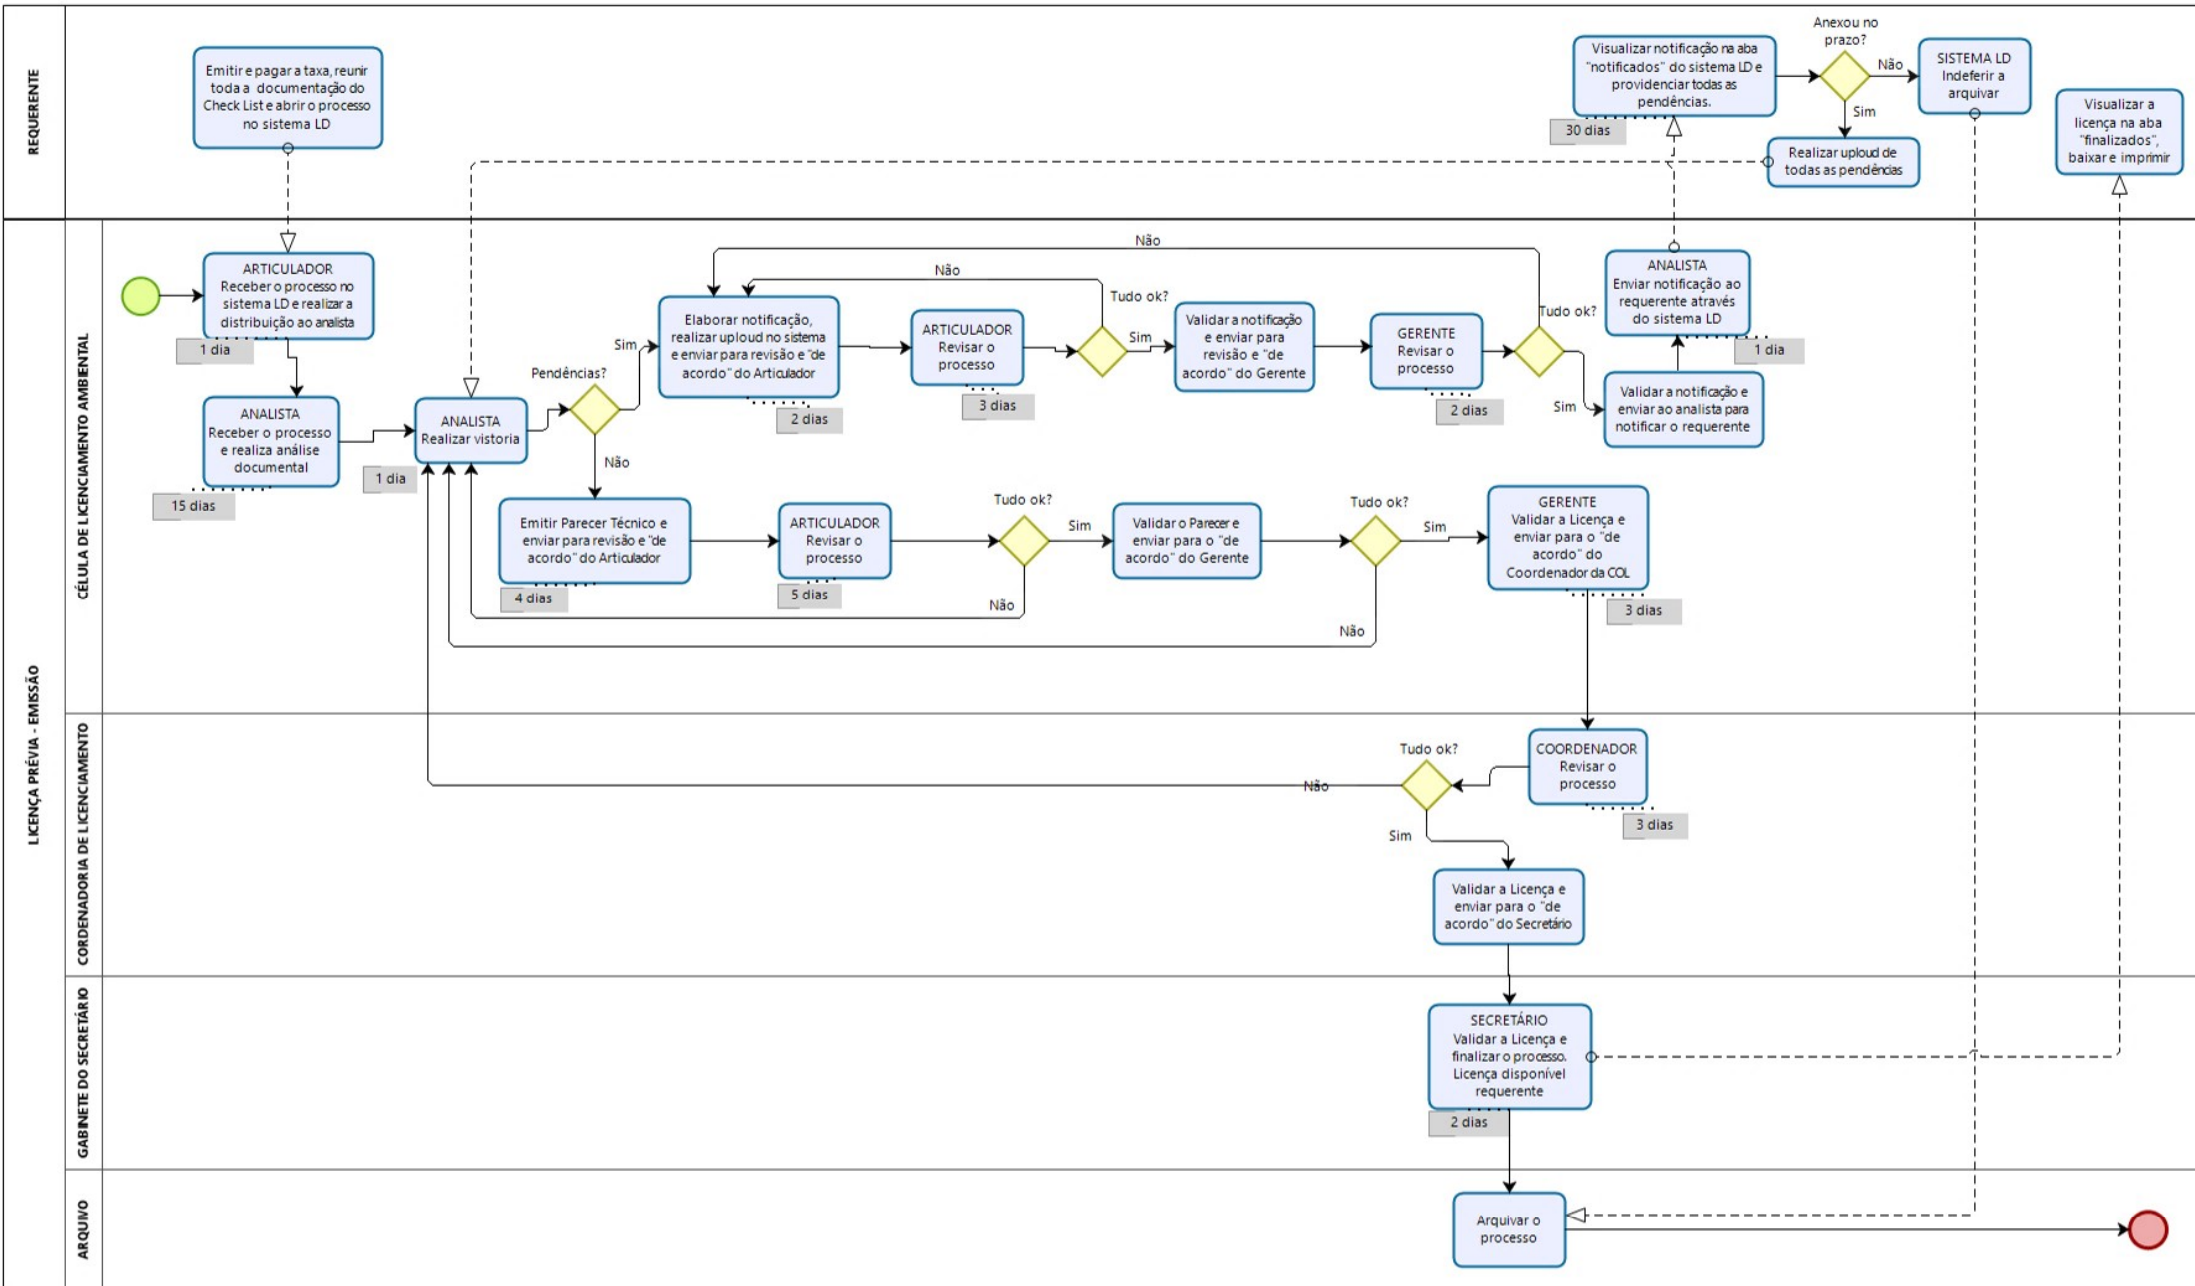 REQUERENTE
Emitir e pagar a taxa, reunir
toda a documentação do
Check List e abrir o processo
no sistema LD
Visualizar notificação na aba
"notificados" do sistema LD e
providenciar todas as
pendências.
30 dias
Anexou no
prazo?
Não
Sim
SISTEMA LD
Indeferir a
arquivar
Realizar uploud de
todas as pendências
Visualizar a
licença na aba
"finalizados",
baixar e imprimir
LICENÇA PRÉVIA - EMISSÃO
CÉLULA DE LICENCIAMENTO AMBIENTAL
ARTICULADOR
Receber o processo no
sistema LD e realizar a
distribuição ao analista
1 dia
ANALISTA
Receber o processo
e realiza análise
documental
15 dias
ANALISTA
Realizar vistoria
1 dia
Pendências?
Sim
Não
Elaborar notificação,
realizar uploud no sistema
e enviar para revisão e "de
acordo" do Articulador
2 dias
ARTICULADOR
Revisar o
processo
3 dias
Tudo ok?
Não
Sim
Validar a notificação
e enviar para
revisão e "de
acordo" do Gerente
GERENTE
Revisar o
processo
2 dias
Tudo ok?
Não
Sim
Validar a notificação e
enviar ao analista para
notificar o requerente
ANALISTA
Enviar notificação ao
requerente através
do sistema LD
1 dia
Emitir Parecer Técnico e
enviar para revisão e "de
acordo" do Articulador
4 dias
ARTICULADOR
Revisar o
processo
5 dias
Tudo ok?
Sim
Não
Validar o Parecer e
enviar para o "de
acordo" do Gerente
Tudo ok?
Sim
Não
GERENTE
Validar a Licença e
enviar para o "de
acordo" do
Coordenador da COL
3 dias
CORDENADORIA DE LICENCIAMENTO
COORDENADOR
Revisar o
processo
3 dias
Tudo ok?
Não
Sim
Validar a Licença e
enviar para o "de
acordo" do Secretário
GABINETE DO SECRETÁRIO
SECRETÁRIO
Validar a Licença e
finalizar o processo.
Licença disponível
requerente
2 dias
ARQUIVO
Arquivar o
processo